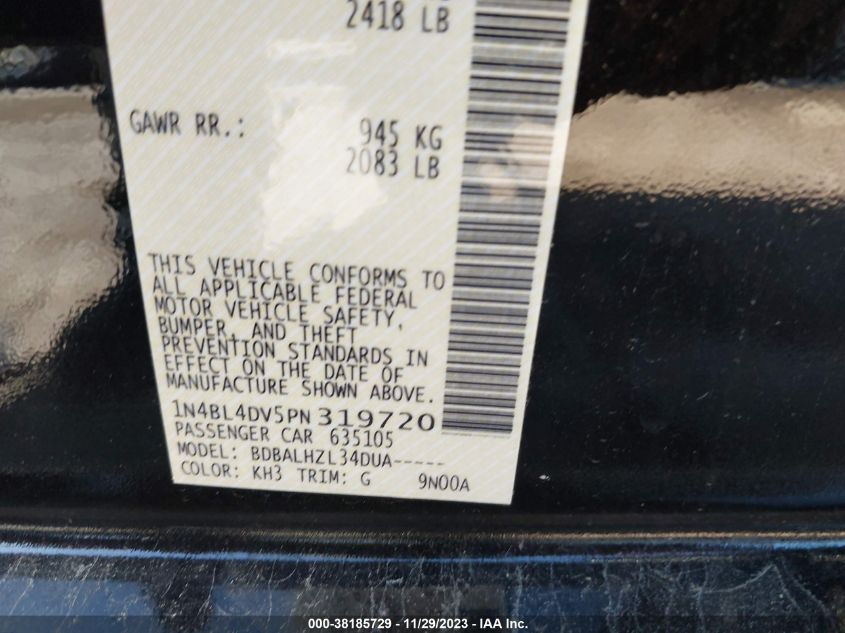 2418 LB
GAWR RR.: 945 KG
2083 LB
THIS VEHICLE CONFORMS TO
ALL APPLICABLE FEDERAL
MOTOR VEHICLE SAFETY,
BUMPER, AND THEFT
PREVENTION STANDARDS IN
EFFECT ON THE DATE OF
MANUFACTURE SHOWN ABOVE.
1N4BL4DV5PN319720
PASSENGER CAR 635105
MODEL: BDBALHZL34DUA-----
COLOR: KH3 TRIM: G 9N00A
000-38185729 - 11/29/2023 - IAA Inc.